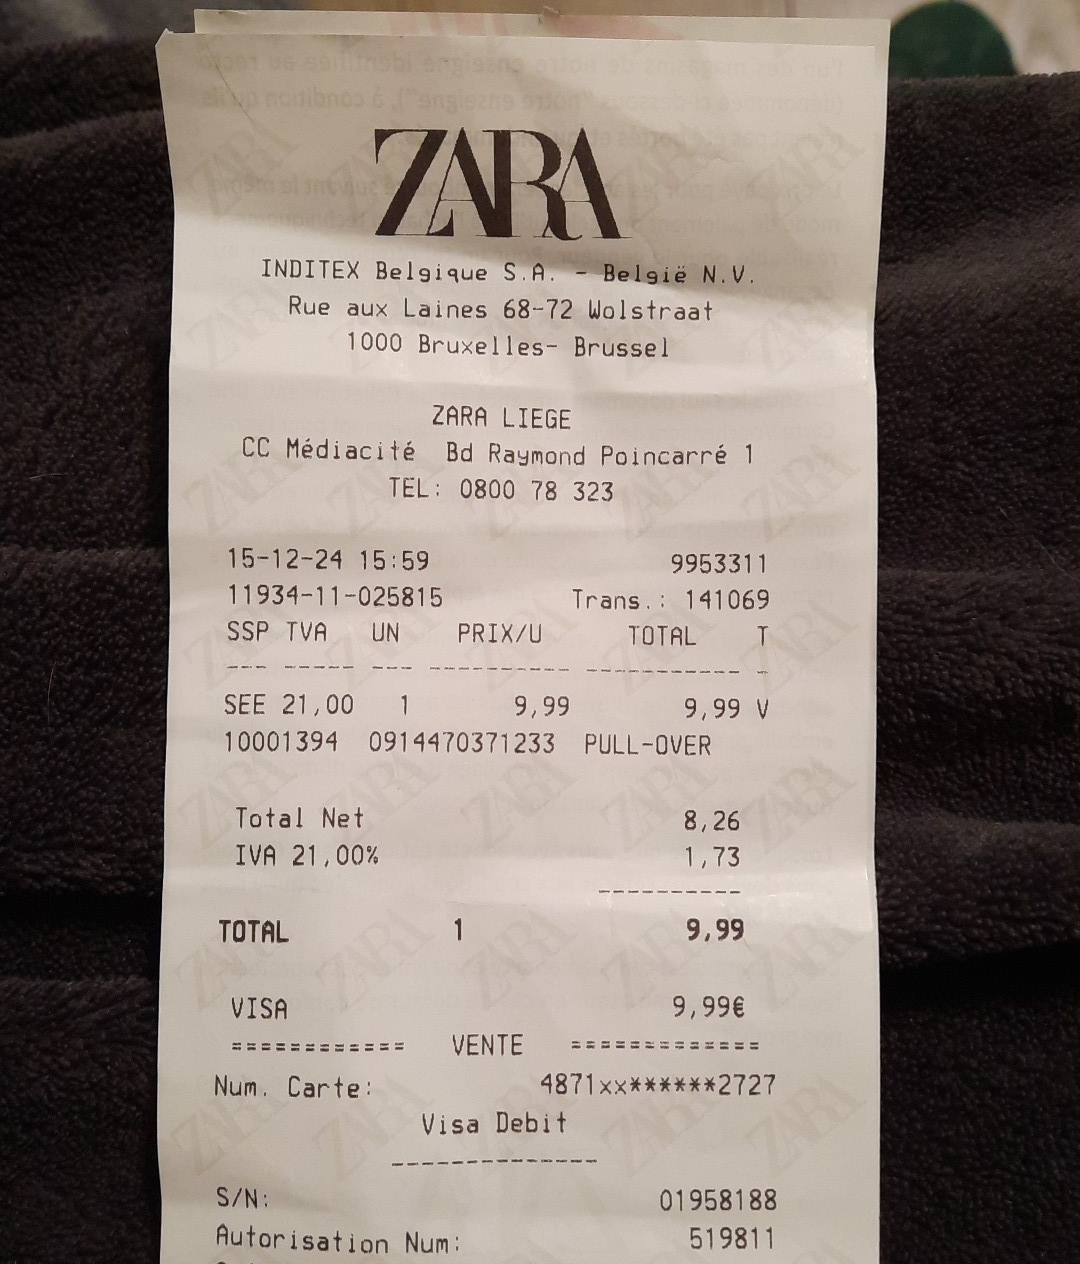 ZARA
INDITEX Belgique S.A. - België N.V.
Rue aux Laines 68-72 Wolstraat
1000 Bruxelles- Brussel
ZARA LIEGE
CC Médiacité Bd Raymond Poincarré 1
TEL: 0800 78 323
15-12-24 15:59 9953311
11934-11-025815 Trans.: 141069
SSP TVA UN PRIX/U TOTAL T
SEE 21,00 1 9,99 9,99 V
10001394 0914470371233 PULL-OVER
Total Net 8,26
IVA 21,00% 1,73
TOTAL 1 9,99
VISA 9,99€
============ VENTE =============
Num. Carte: 4871xx******2727
Visa Debit
S/N: 01958188
Autorisation Num: 519811